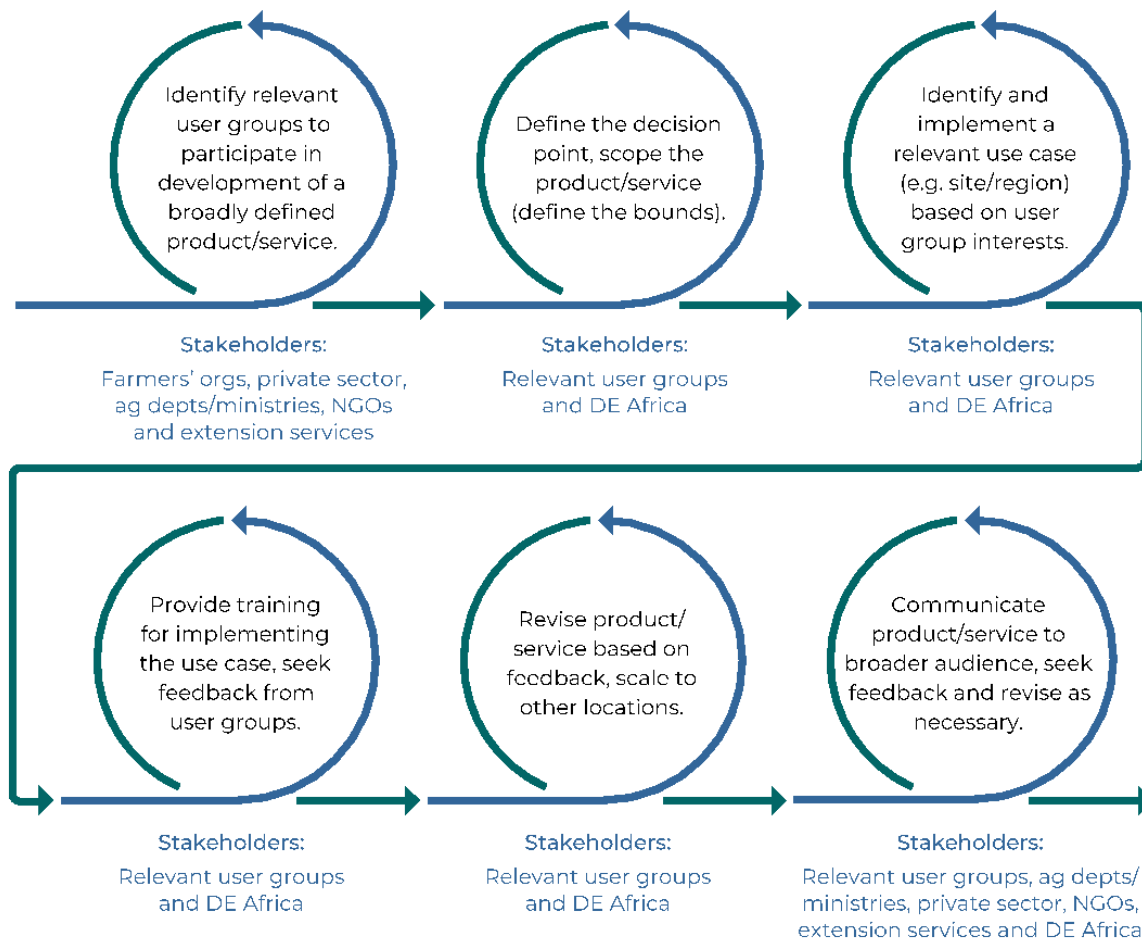 Identify relevant
user groups to
participate in
development of a
broadly defined
product/service.
Stakeholders:
Farmers' orgs, private sector,
ag depts/ministries, NGOs
and extension services
Define the decision
point, scope the
product/service
(define the bounds).
Stakeholders:
Relevant user groups
and DE Africa
Identify and
implement a
relevant use case
(e.g. site/region)
based on user
group interests.
Stakeholders:
Relevant user groups
and DE Africa
Provide training
for implementing
the use case, seek
feedback from
user groups.
Stakeholders:
Relevant user groups
and DE Africa
Revise product/
service based on
feedback, scale to
other locations.
Stakeholders:
Relevant user groups
and DE Africa
Communicate
product/service to
broader audience, seek
feedback and revise as
necessary.
Stakeholders:
Relevant user groups, ag depts/
ministries, private sector, NGOs,
extension services and DE Africa